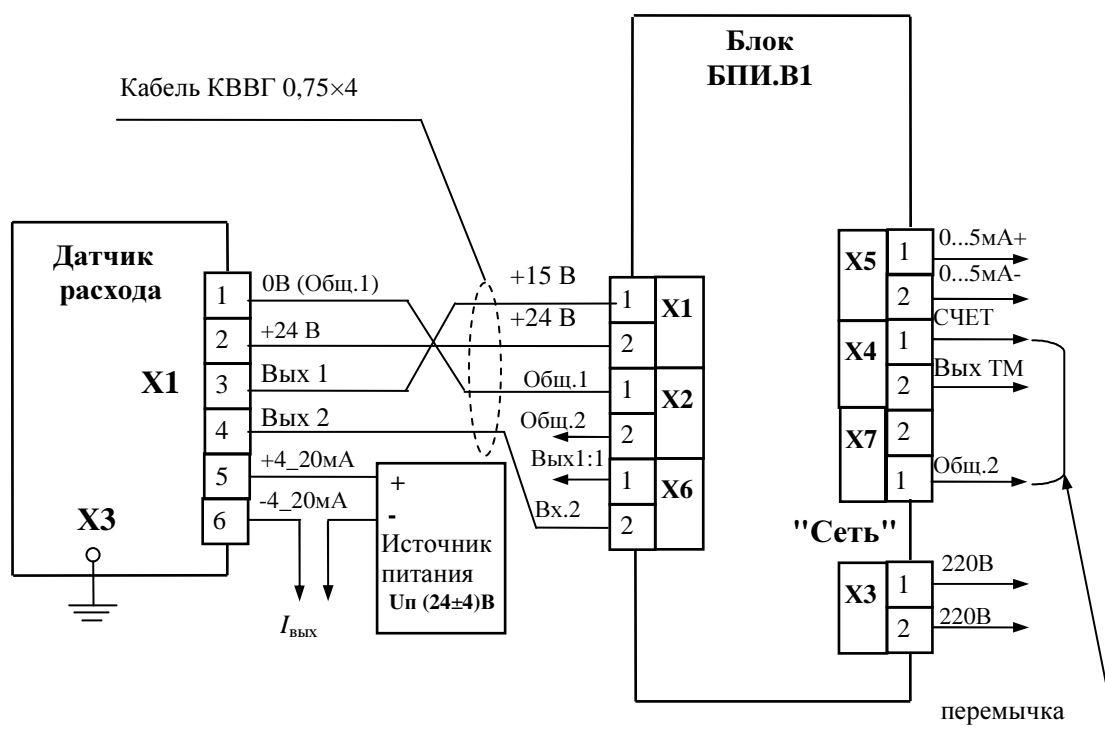 Блок
БПИ.В1
Кабель КВВГ 0,75×4
Датчик
расхода
X1
X3
1
2
3
4
5
6
0В (Общ.1)
+24 В
Вых 1
Вых 2
+4_20мА
-4_20мА
Iвых
+
-
Источник
питания
Uп (24±4)В
+15 В
+24 В
Общ.1
Общ.2
Вых1:1
Вх.2
1
2
X1
1
2
X2
1
2
X6
X5
1
2
X4
1
2
X7
2
1
"Сеть"
X3
1
2
0...5мА+
0...5мА-
СЧЕТ
Вых ТМ
Общ.2
220В
220В
перемычка